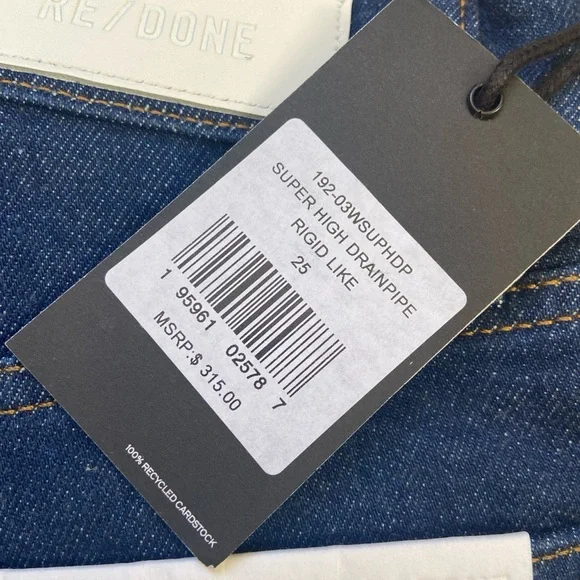 RE/DONE
192-03WSUPHDP
SUPER HIGH DRAINPIPE
RIGID LIKE
25
1 95961 02578 7
MSRP:$ 315.00
100% RECYCLED CARDSTOCK